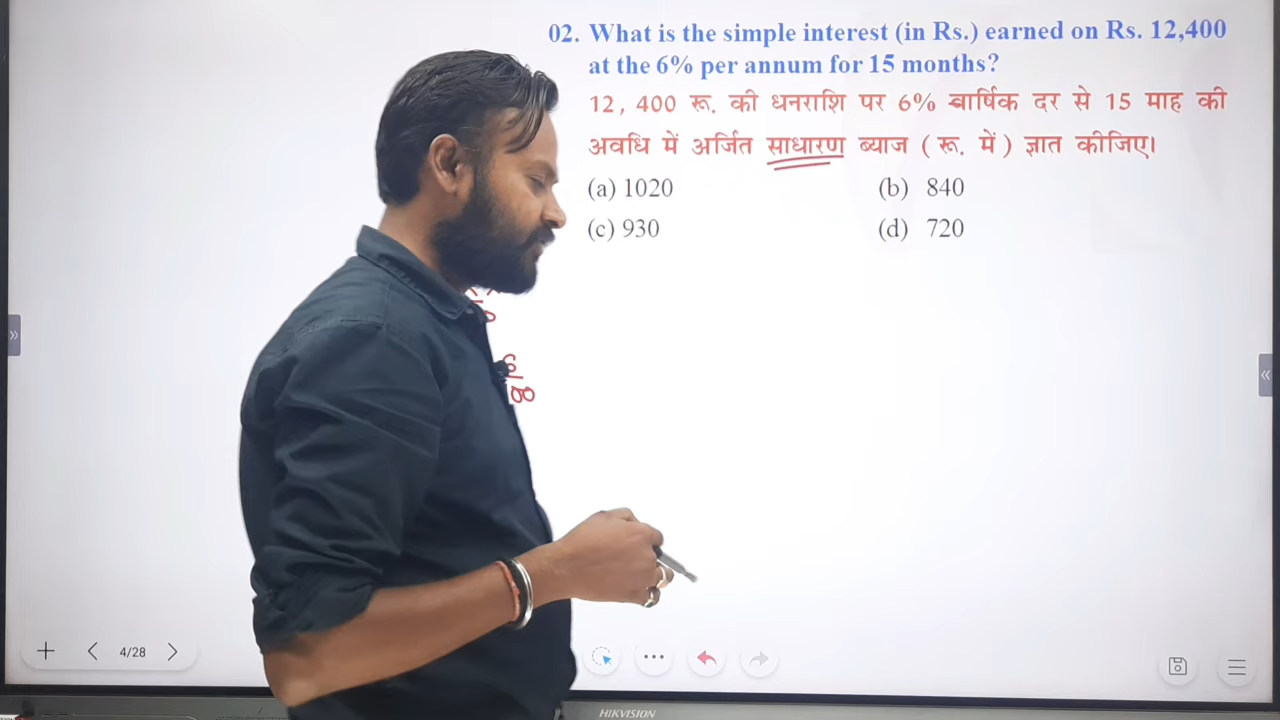 02. What is the simple interest (in Rs.) earned on Rs. 12,400
at the 6% per annum for 15 months?
12, 400 रू. की धनराशि पर 6% वार्षिक दर से 15 माह की
अवधि में अर्जित साधारण ब्याज ( रू. में ) ज्ञात कीजिए।
(a) 1020 (b) 840
(c) 930 (d) 720
4/28
HIKVISION